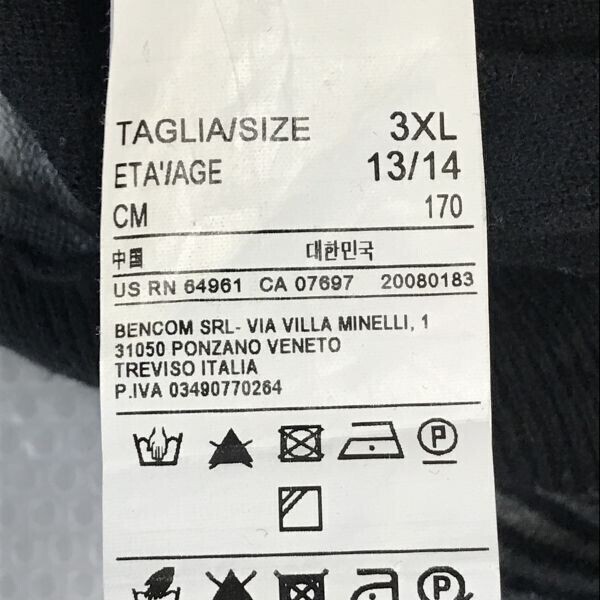 TAGLIA/SIZE 3XL
ETA'/AGE 13/14
CM 170
中国 대한민국
US RN 64961 CA 07697 20080183
BENCOM SRL- VIA VILLA MINELLI, 1
31050 PONZANO VENETO
TREVISO ITALIA
P.IVA 03490770264
P